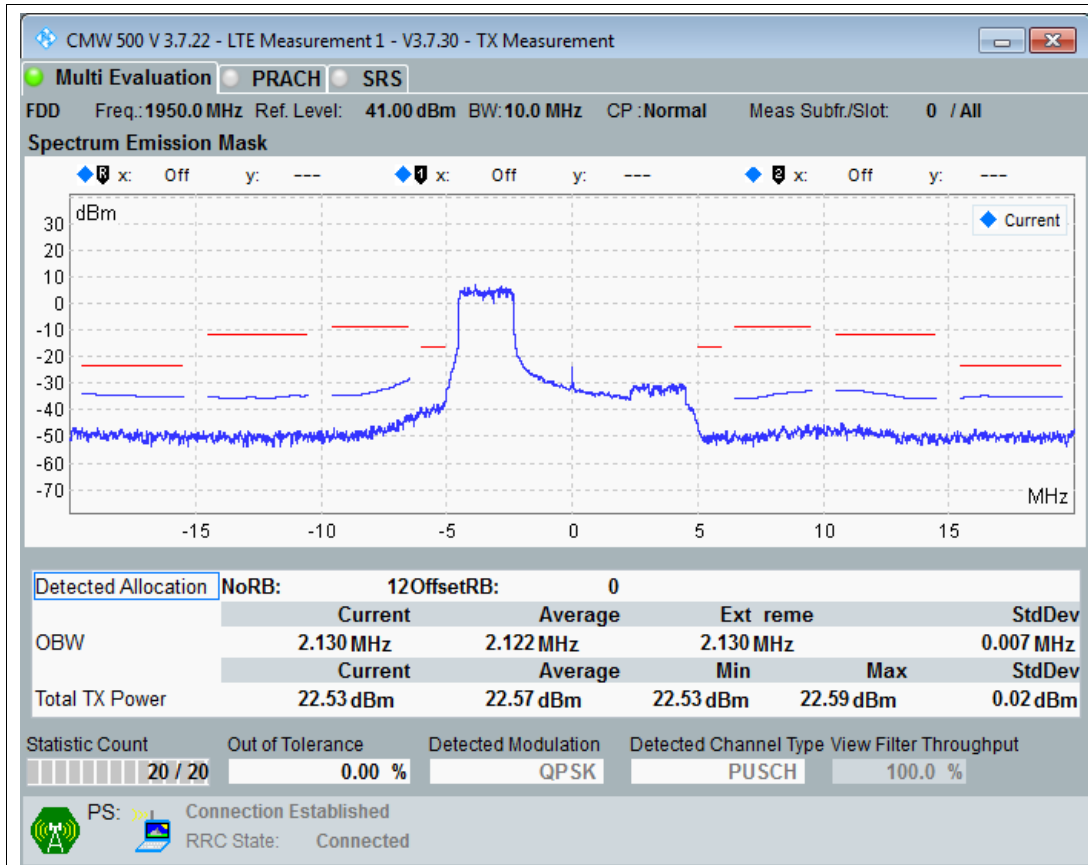 CMW 500 V 3.7.22 - LTE Measurement 1 - V3.7.30 - TX Measurement
Multi Evaluation PRACH SRS
FDD Freq.: 1950.0 MHz Ref. Level: 41.00 dBm BW: 10.0 MHz CP : Normal Meas Subfr./Slot: 0 / All
Spectrum Emission Mask
R x: Off y: --- 1 x: Off y: --- 2 x: Off y: ---
dBm
Current
30
20
10
0
-10
-20
-30
-40
-50
-60
-70
MHz
-15 -10 -5 0 5 10 15
Detected Allocation NoRB: 12 OffsetRB: 0
Current Average Ext reme StdDev
OBW 2.130 MHz 2.122 MHz 2.130 MHz 0.007 MHz
Current Average Min Max StdDev
Total TX Power 22.53 dBm 22.57 dBm 22.53 dBm 22.59 dBm 0.02 dBm
Statistic Count Out of Tolerance Detected Modulation Detected Channel Type View Filter Throughput
20 / 20 0.00 % QPSK PUSCH 100.0 %
PS: Connection Established
RRC State: Connected